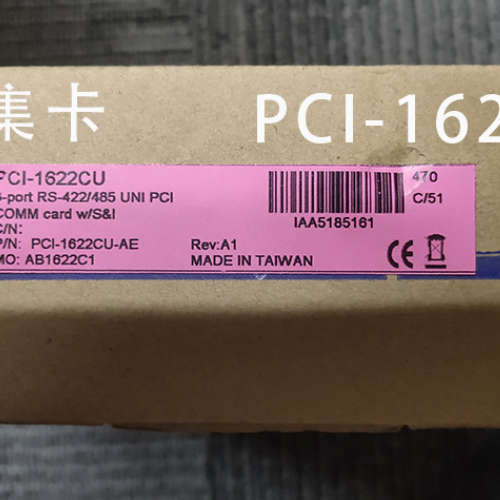 集卡 PCI-162
PCI-1622CU
-port RS-422/485 UNI PCI
COMM card w/S&I
C/N:
P/N: PCI-1622CU-AE
MO: AB1622C1
Rev:A1
MADE IN TAIWAN
IAA5185161
470
C/51
CE